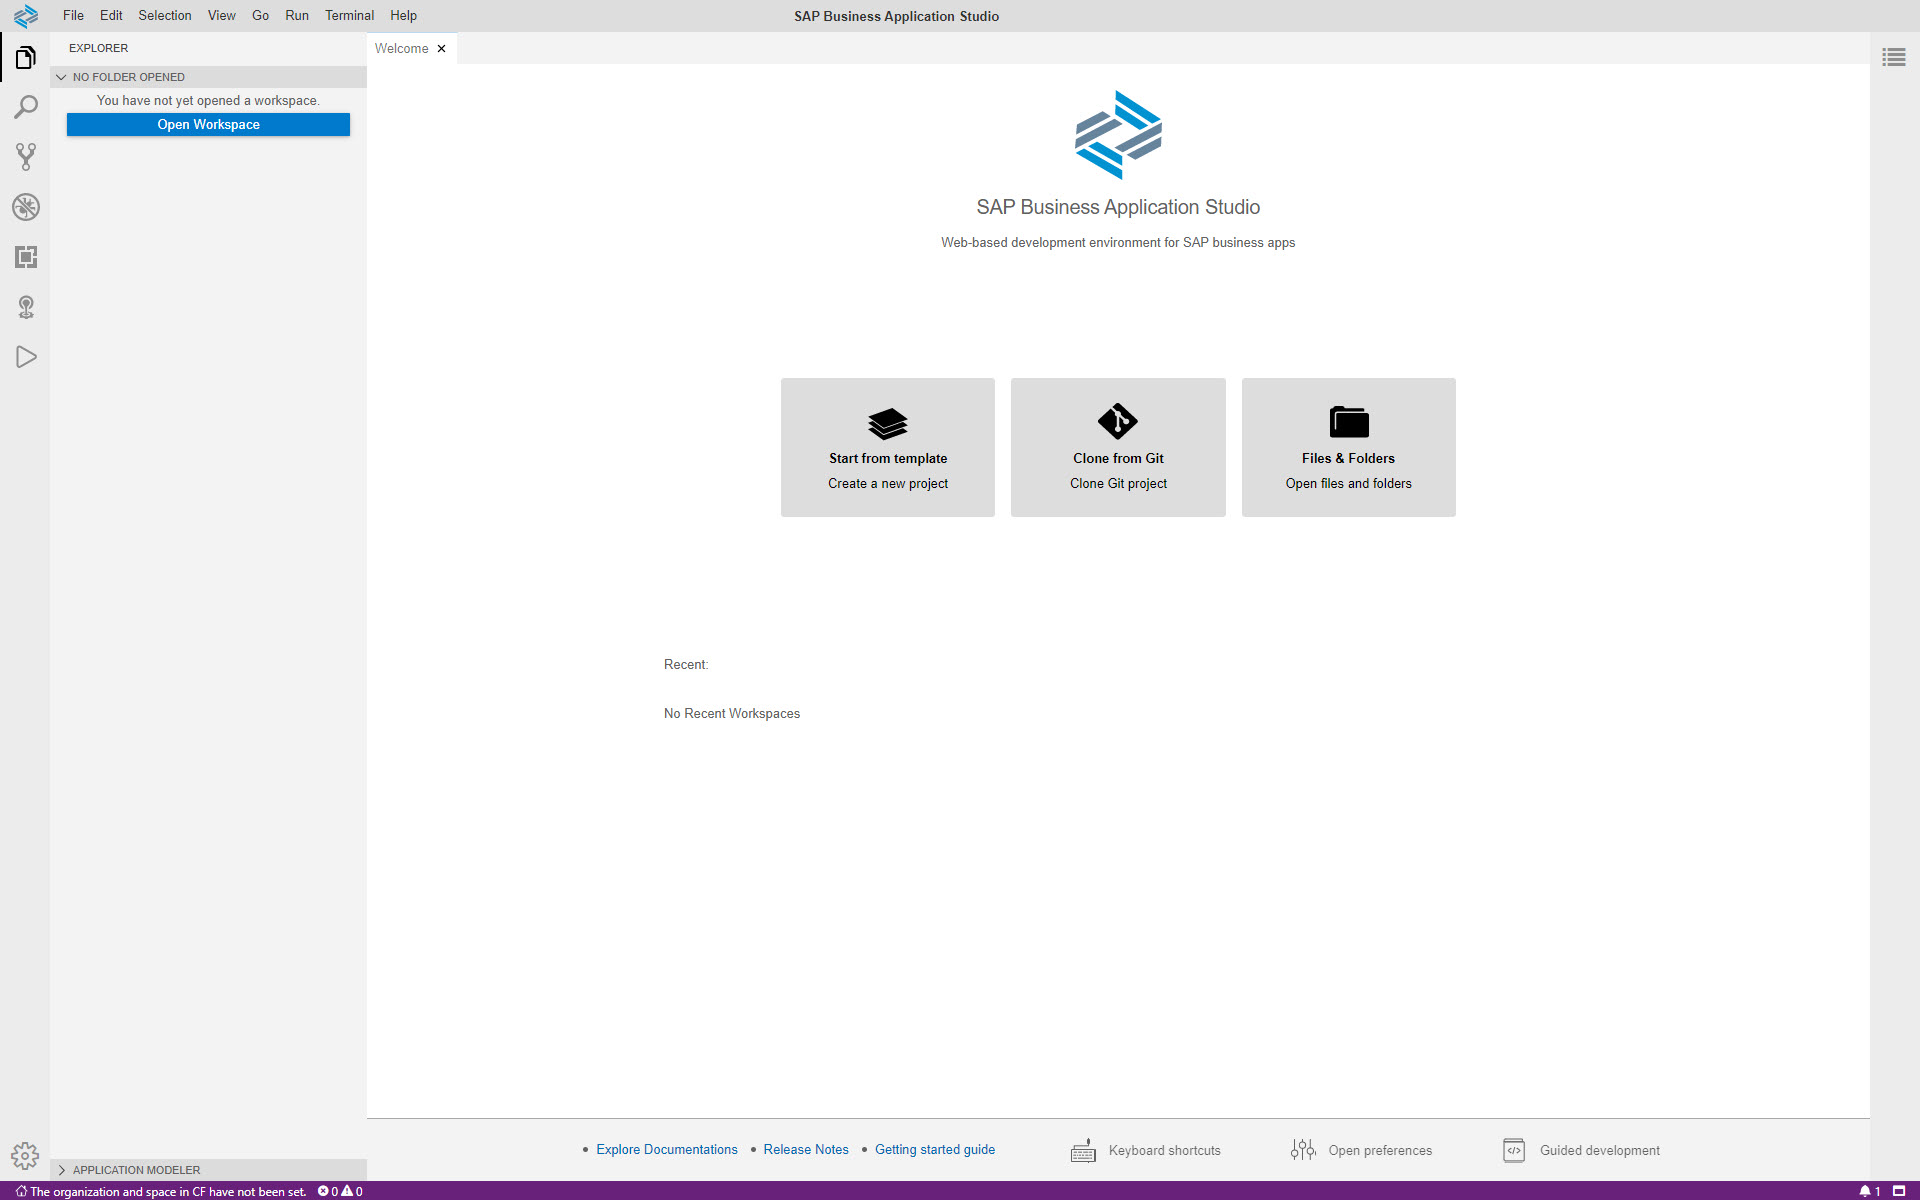 File Edit Selection View Go Run Terminal Help
SAP Business Application Studio
EXPLORER
NO FOLDER OPENED
You have not yet opened a workspace.
Open Workspace
Welcome
SAP Business Application Studio
Web-based development environment for SAP business apps
Start from template
Create a new project
Clone from Git
Clone Git project
Files & Folders
Open files and folders
Recent:
No Recent Workspaces
• Explore Documentations • Release Notes • Getting started guide
Keyboard shortcuts
Open preferences
Guided development
APPLICATION MODELER
The organization and space in CF have not been set. 0 0
1